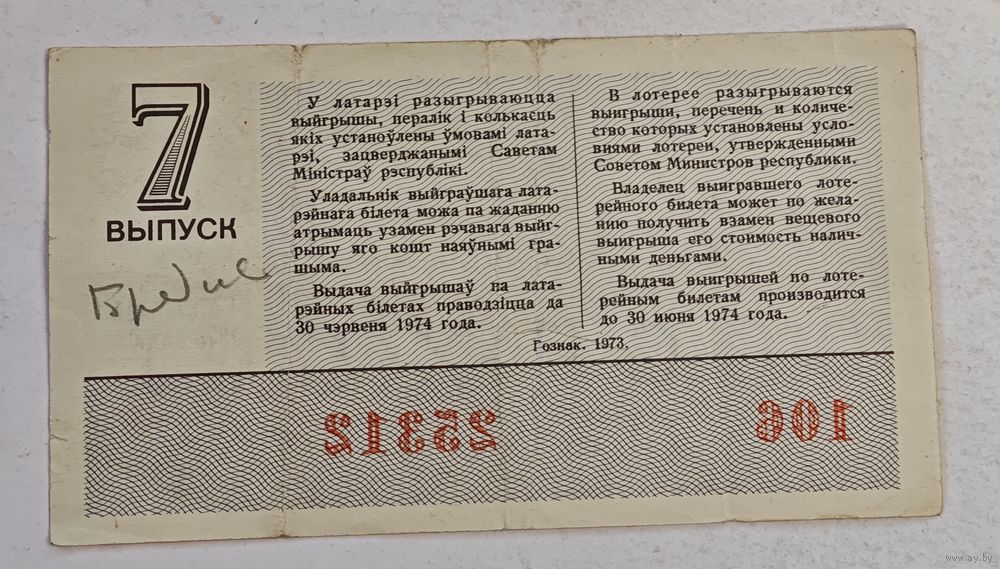 7
ВЫПУСК
У латарэі разыгрываюцца
выйгрышы, пералік і колькасць
якіх устаноўлены ўмовамі лата-
рэі, зацверджанымі Саветам
Міністраў рэспублікі.
Уладальнік выйграўшага лата-
рэйнага білета можа па жаданню
атрымаць узамен рэчавага выйг-
рышу яго кошт наяўнымі гра-
шыма.
Выдача выйгрышаў па лата-
рэйных білетах праводзіцца да
30 чэрвеня 1974 года.
В лотерее разыгрываются
выигрыши, перечень и количе-
ство которых установлены усло-
виями лотереи, утвержденными
Советом Министров республики.
Владелец выигравшего лоте-
рейного билета может по жела-
нию получить взамен вещевого
выигрыша его стоимость налич-
ными деньгами.
Выдача выигрышей по лоте-
рейным билетам производится
до 30 июня 1974 года.
Гознак. 1973.
106 25312
www.ay.by